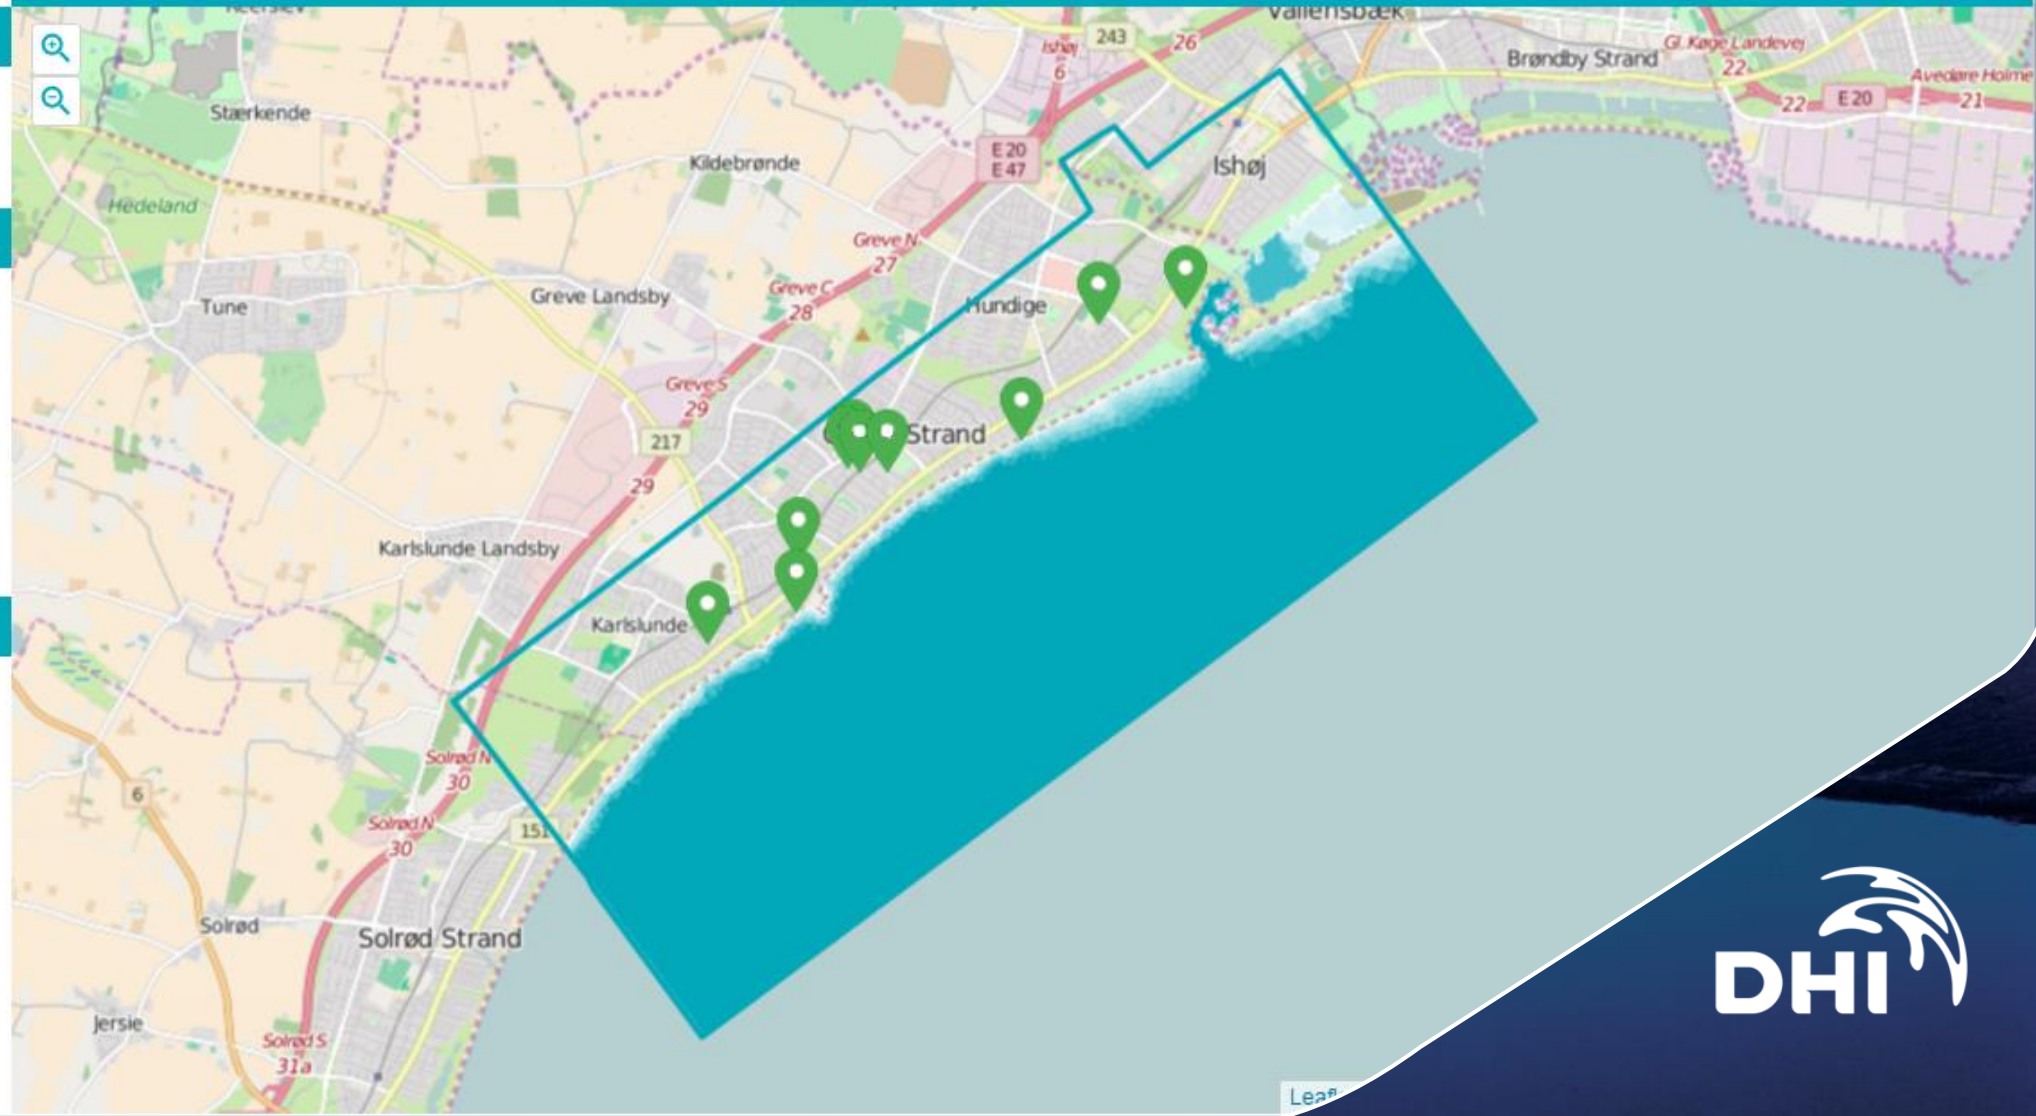 Vallensbæk
243
26
Ishøj
6
Brøndby Strand
Gl. Køge Landevej
22
Avedøre Holme
22
E 20
21
Stærkende
Kildebrønde
E 20
E 47
Ishøj
Hedeland
Greve N
27
Tune
Greve Landsby
Greve C
28
Hundige
Greve S
29
217
Strand
29
Karlslunde Landsby
Karlslunde
Solrød N
30
6
Solrød N
30
151
Solrød
Solrød Strand
Jersie
Solrød S
31a
DHI